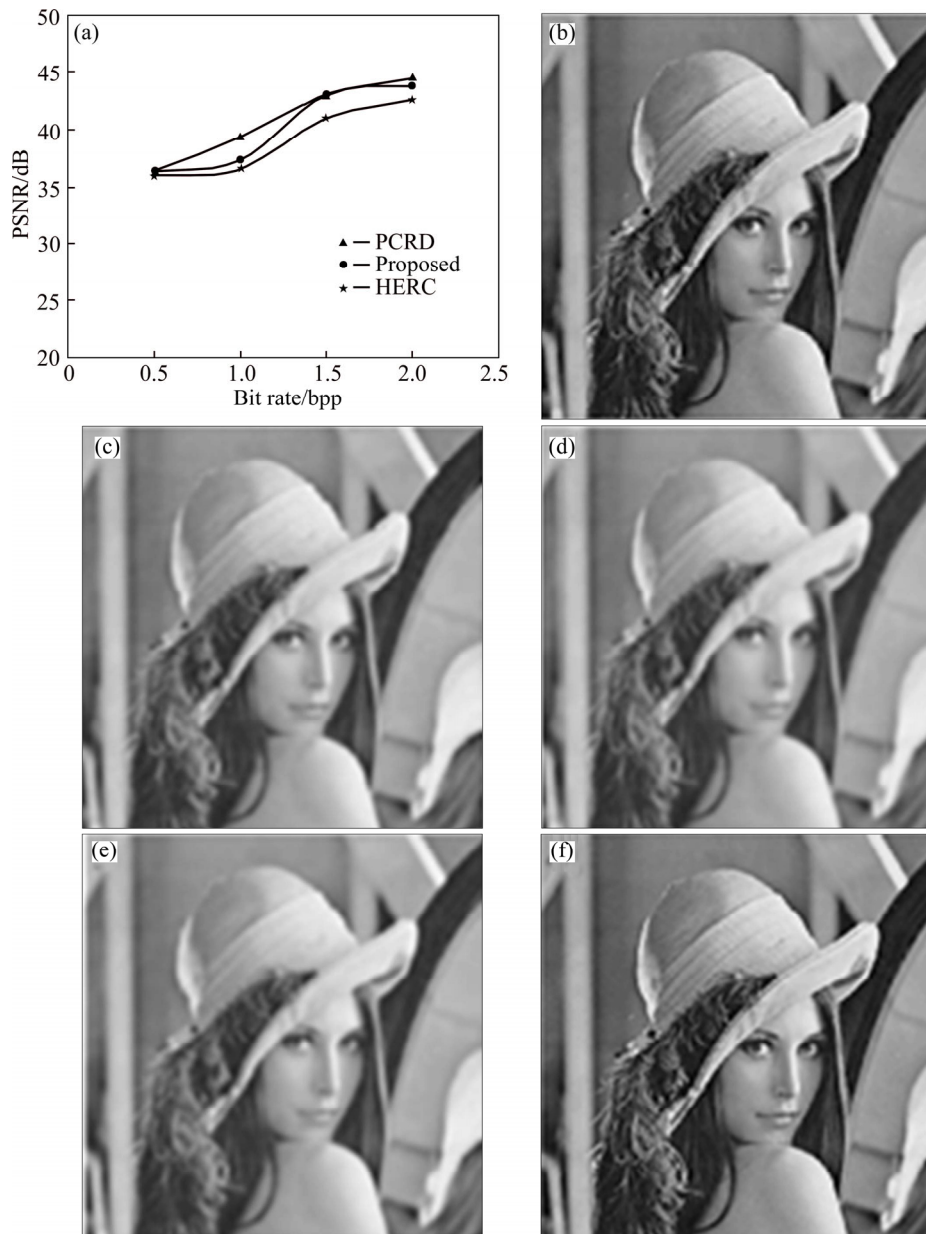 (a)
50
45
40
35
30
25
20
PSNR/dB
0
0.5
1.0
1.5
2.0
2.5
Bit rate/bpp
PCRD
Proposed
HERC
(b)
(c)
(d)
(e)
(f)